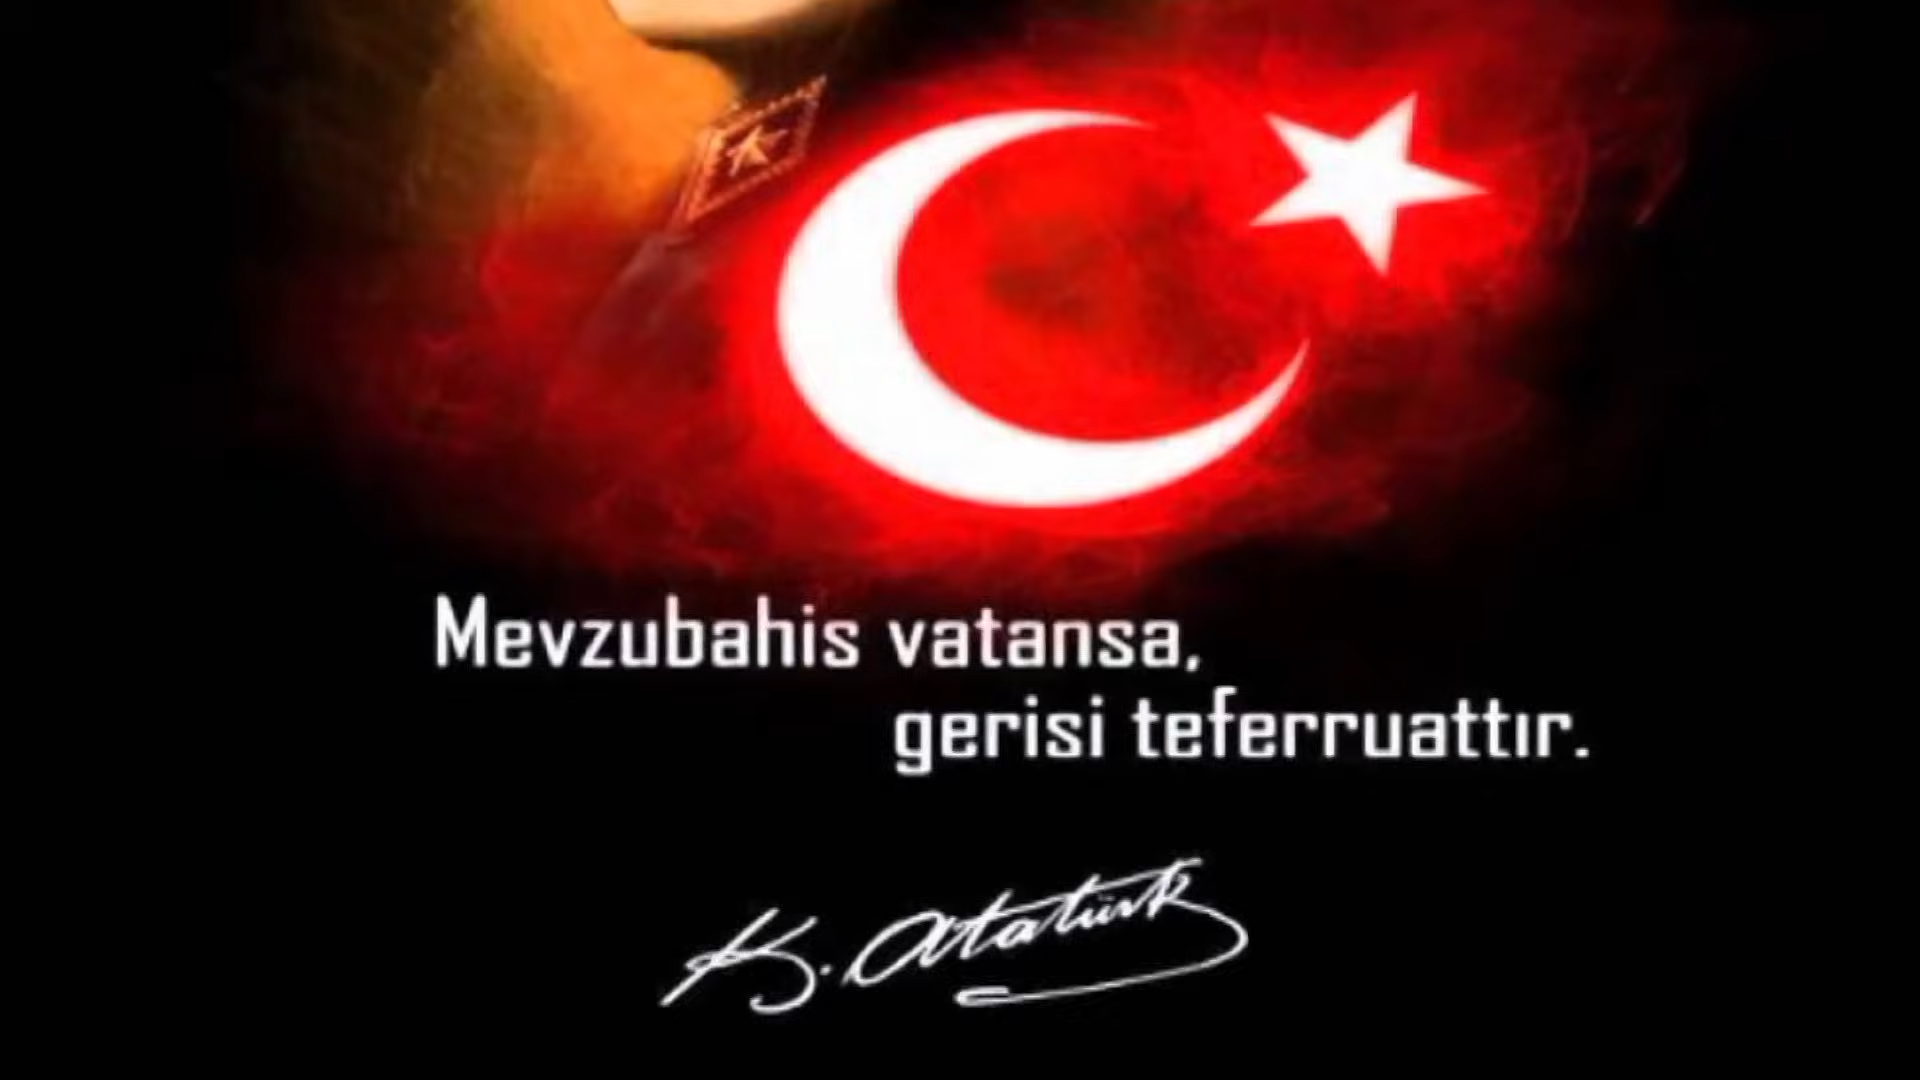 Mevzubahis vatansa,
gerisi teferruattır.
K. Atatürk